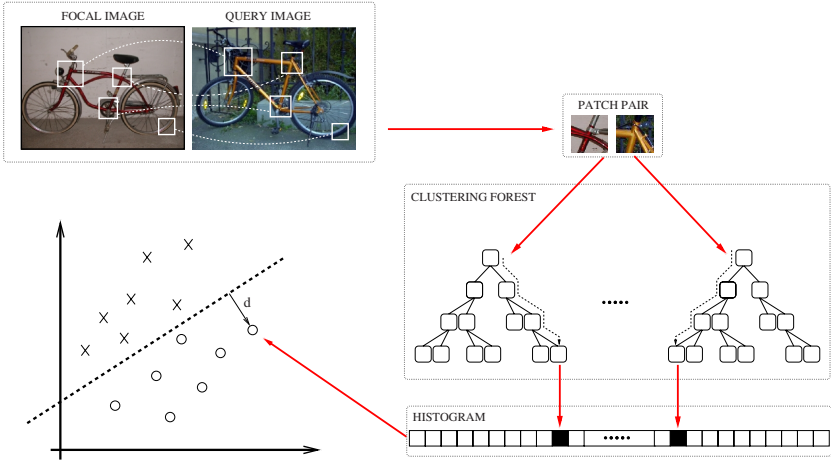 FOCAL IMAGE
QUERY IMAGE
PATCH PAIR
CLUSTERING FOREST
d
HISTOGRAM